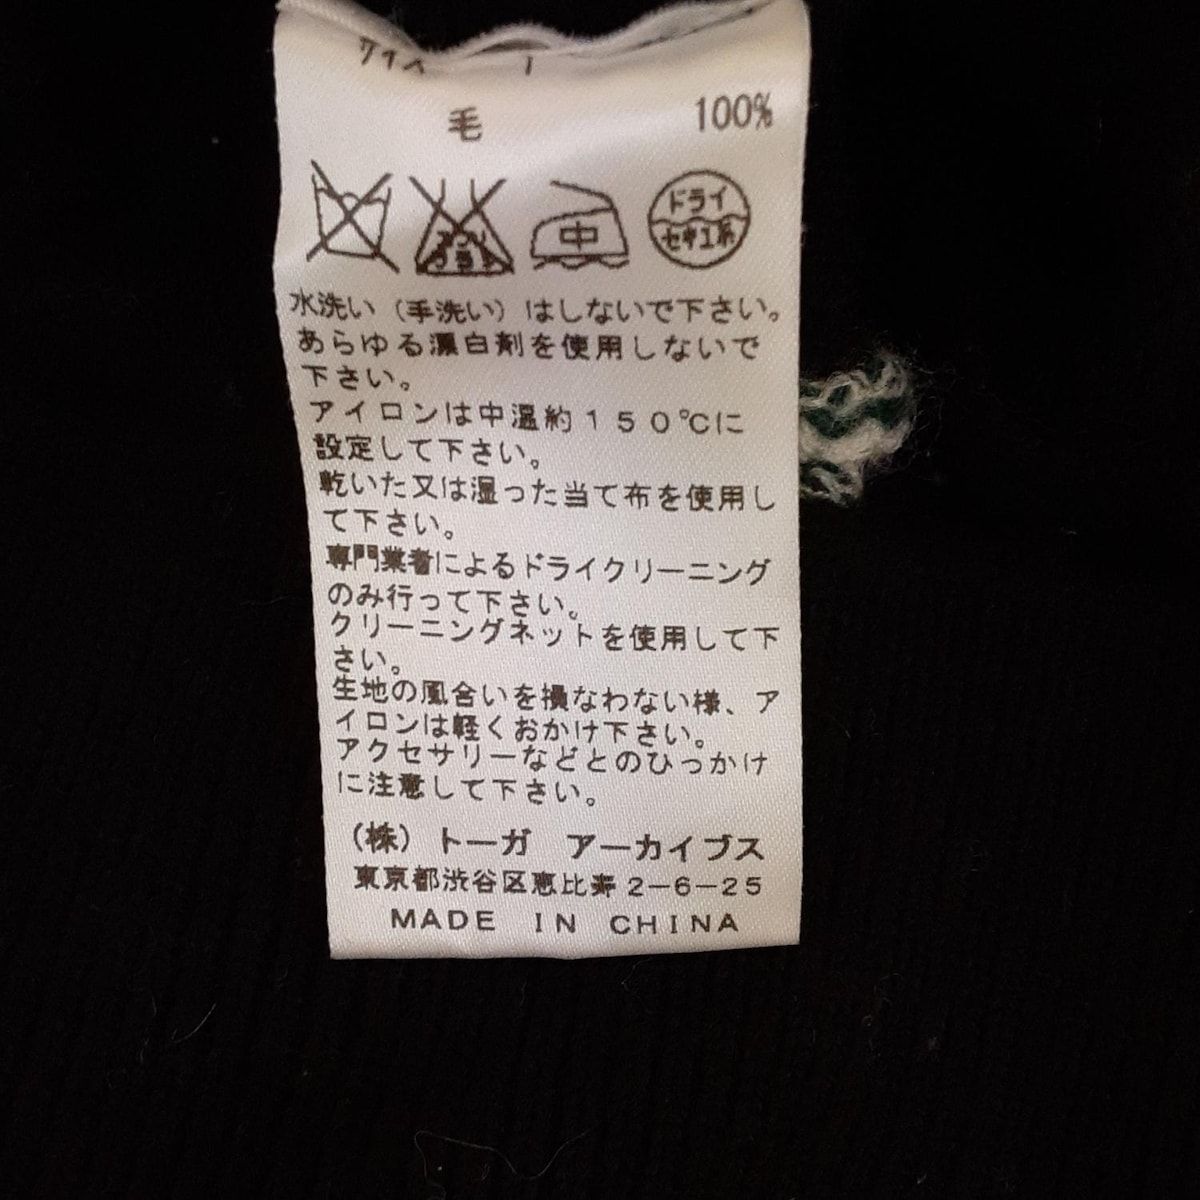 毛 100%
中 ドライ
セキユ系
水洗い（手洗い）はしないで下さい。
あらゆる漂白剤を使用しないで
下さい。
アイロンは中温約１５０℃に
設定して下さい。
乾いた又は湿った当て布を使用し
て下さい。
専門業者によるドライクリーニング
のみ行って下さい。
クリーニングネットを使用して下
さい。
生地の風合いを損なわない様、ア
イロンは軽くおかけ下さい。
アクセサリーなどとのひっかけ
に注意して下さい。
（株）トーガ アーカイブス
東京都渋谷区恵比寿2-6-25
MADE IN CHINA